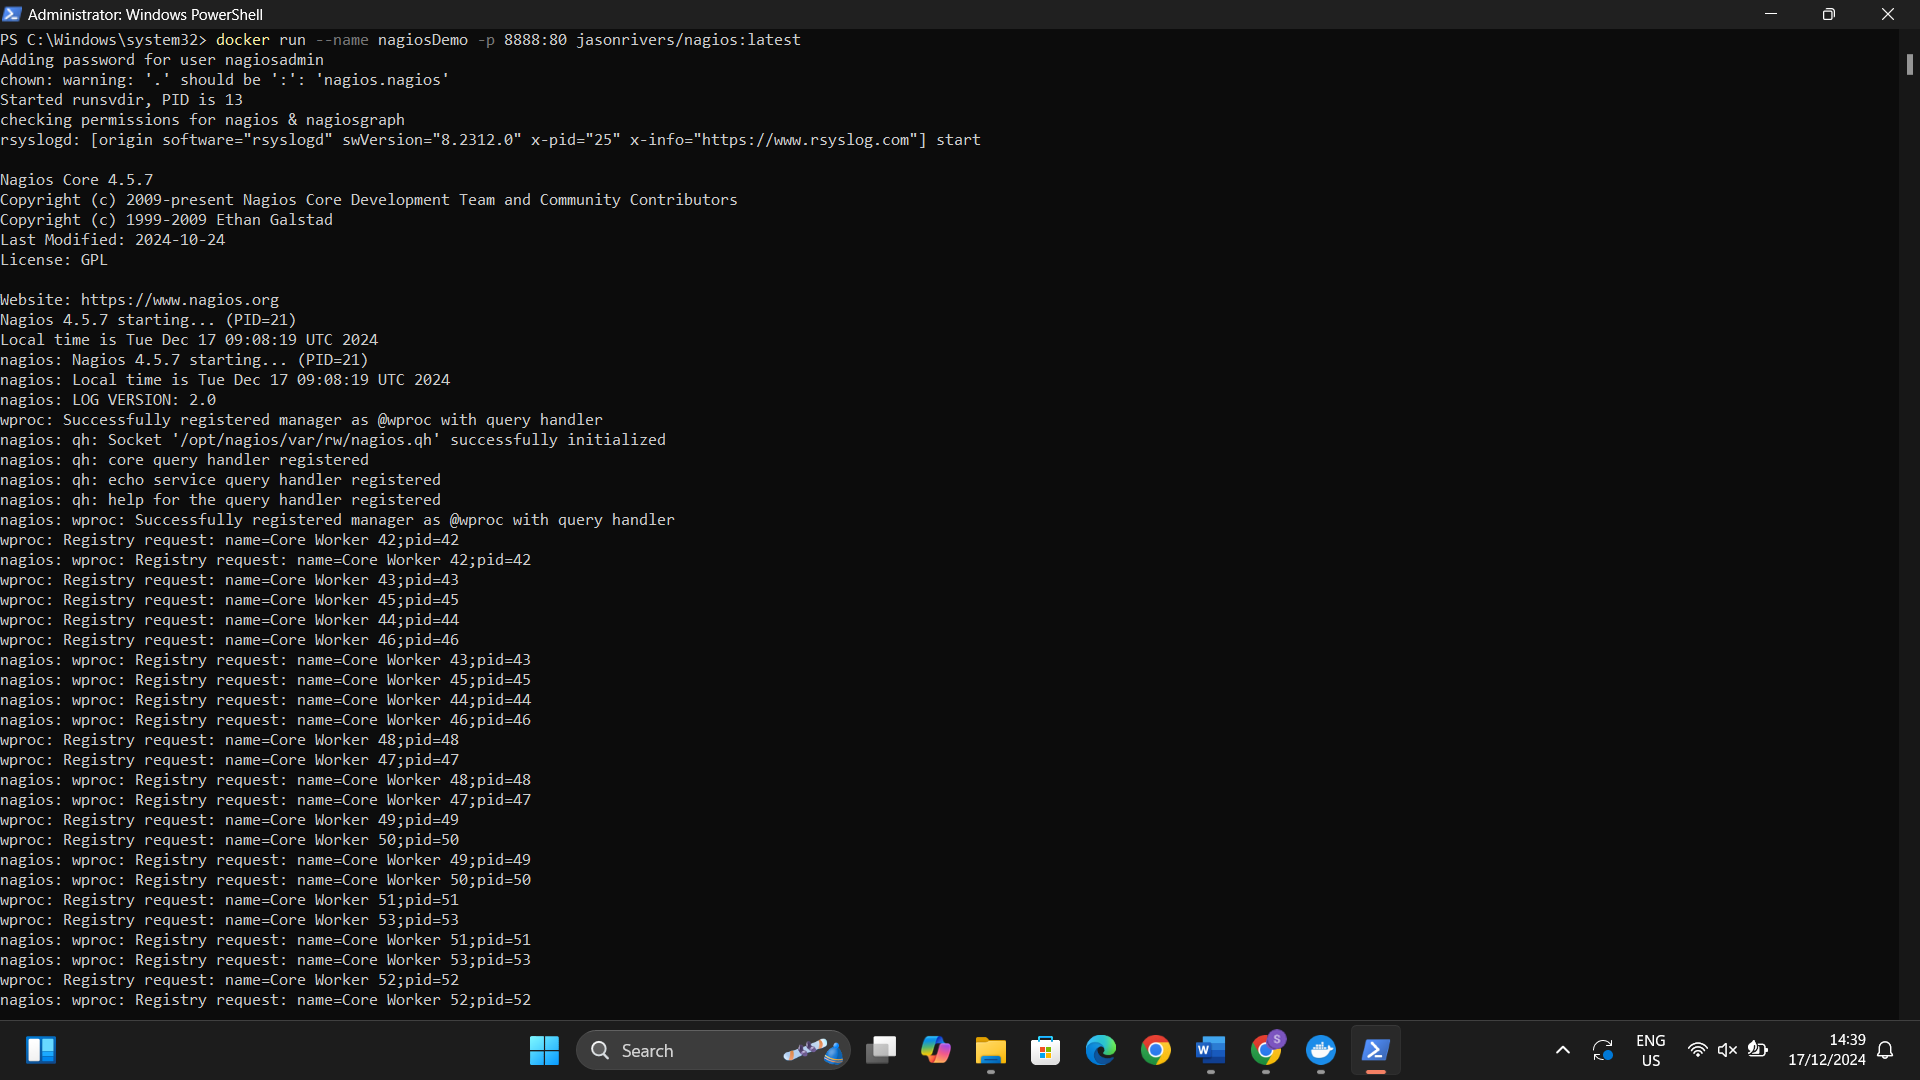 Administrator: Windows PowerShell
PS C:\Windows\system32> docker run --name nagiosDemo -p 8888:80 jasonrivers/nagios:latest
Adding password for user nagiosadmin
chown: warning: '.' should be ':': 'nagios.nagios'
Started runsvdir, PID is 13
checking permissions for nagios & nagiosgraph
rsyslogd: [origin software="rsyslogd" swVersion="8.2312.0" x-pid="25" x-info="https://www.rsyslog.com"] start
Nagios Core 4.5.7
Copyright (c) 2009-present Nagios Core Development Team and Community Contributors
Copyright (c) 1999-2009 Ethan Galstad
Last Modified: 2024-10-24
License: GPL
Website: https://www.nagios.org
Nagios 4.5.7 starting... (PID=21)
Local time is Tue Dec 17 09:08:19 UTC 2024
nagios: Nagios 4.5.7 starting... (PID=21)
nagios: Local time is Tue Dec 17 09:08:19 UTC 2024
nagios: LOG VERSION: 2.0
wproc: Successfully registered manager as @wproc with query handler
nagios: qh: Socket '/opt/nagios/var/rw/nagios.qh' successfully initialized
nagios: qh: core query handler registered
nagios: qh: echo service query handler registered
nagios: qh: help for the query handler registered
nagios: wproc: Successfully registered manager as @wproc with query handler
wproc: Registry request: name=Core Worker 42;pid=42
nagios: wproc: Registry request: name=Core Worker 42;pid=42
wproc: Registry request: name=Core Worker 43;pid=43
wproc: Registry request: name=Core Worker 45;pid=45
wproc: Registry request: name=Core Worker 44;pid=44
wproc: Registry request: name=Core Worker 46;pid=46
nagios: wproc: Registry request: name=Core Worker 43;pid=43
nagios: wproc: Registry request: name=Core Worker 45;pid=45
nagios: wproc: Registry request: name=Core Worker 44;pid=44
nagios: wproc: Registry request: name=Core Worker 46;pid=46
wproc: Registry request: name=Core Worker 48;pid=48
wproc: Registry request: name=Core Worker 47;pid=47
nagios: wproc: Registry request: name=Core Worker 48;pid=48
nagios: wproc: Registry request: name=Core Worker 47;pid=47
wproc: Registry request: name=Core Worker 49;pid=49
wproc: Registry request: name=Core Worker 50;pid=50
nagios: wproc: Registry request: name=Core Worker 49;pid=49
nagios: wproc: Registry request: name=Core Worker 50;pid=50
wproc: Registry request: name=Core Worker 51;pid=51
wproc: Registry request: name=Core Worker 53;pid=53
nagios: wproc: Registry request: name=Core Worker 51;pid=51
nagios: wproc: Registry request: name=Core Worker 53;pid=53
wproc: Registry request: name=Core Worker 52;pid=52
nagios: wproc: Registry request: name=Core Worker 52;pid=52
Search
ENG
US
14:39
17/12/2024